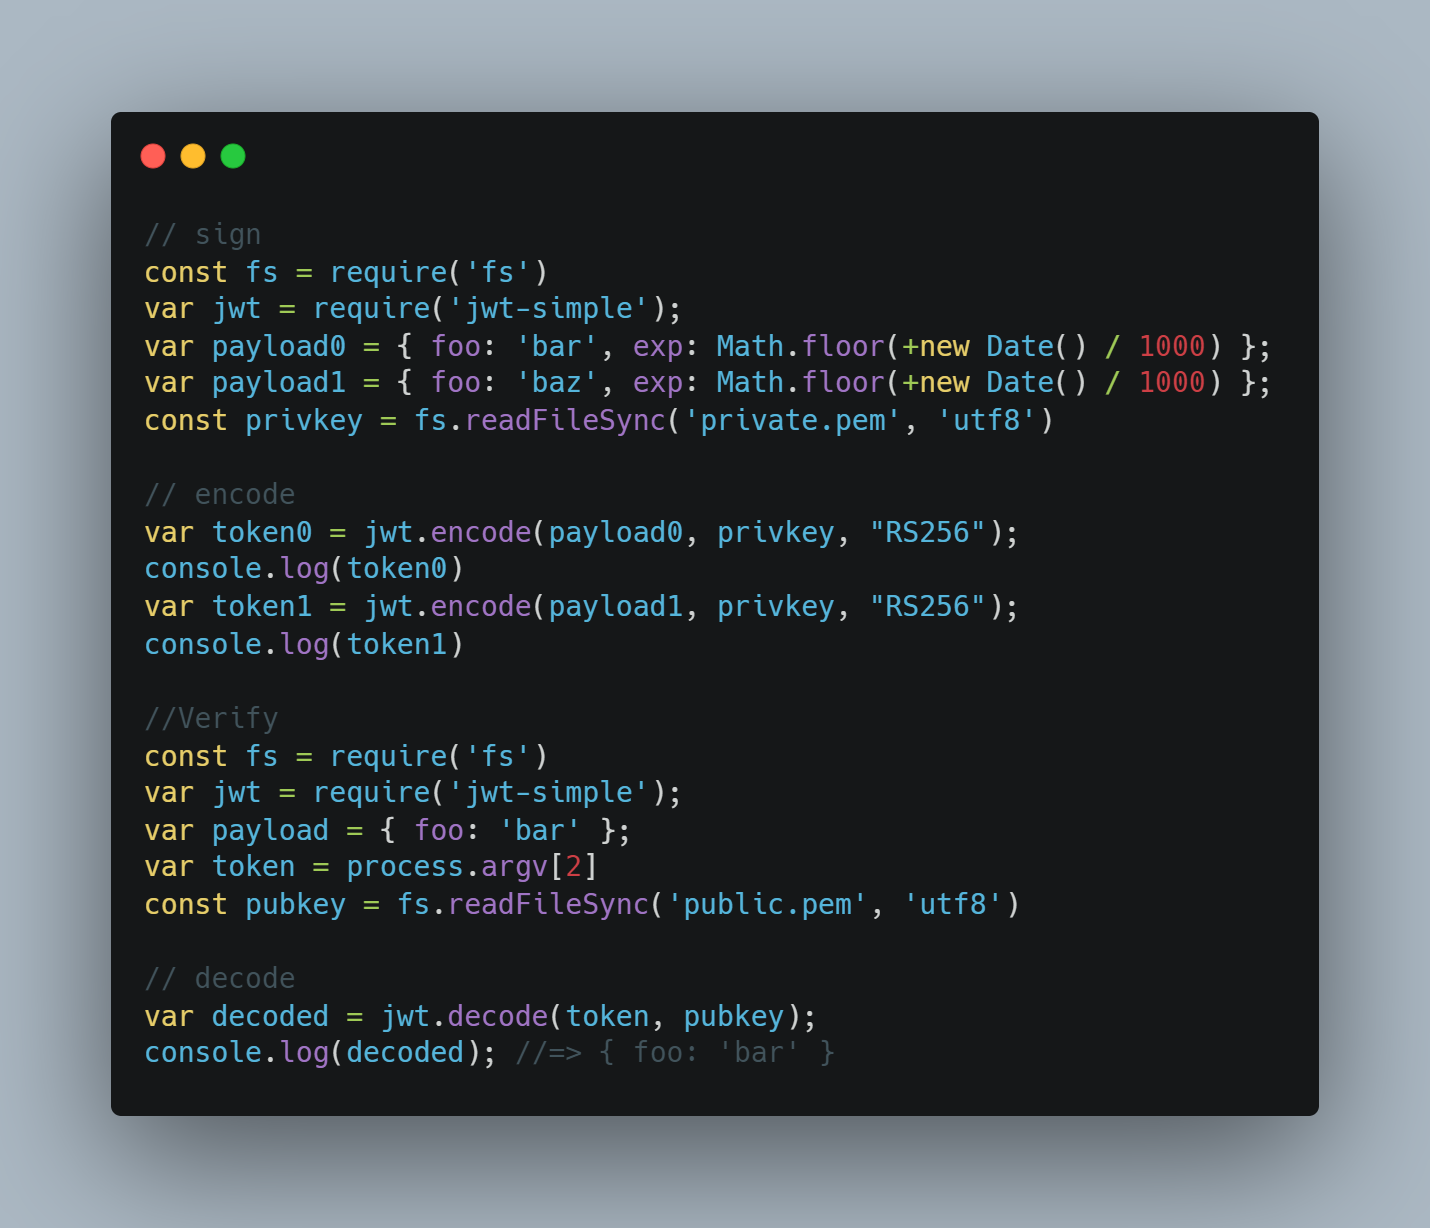 // sign
const fs = require('fs')
var jwt = require('jwt-simple');
var payload0 = { foo: 'bar', exp: Math.floor(+new Date() / 1000) };
var payload1 = { foo: 'baz', exp: Math.floor(+new Date() / 1000) };
const privkey = fs.readFileSync('private.pem', 'utf8')

// encode
var token0 = jwt.encode(payload0, privkey, "RS256");
console.log(token0)
var token1 = jwt.encode(payload1, privkey, "RS256");
console.log(token1)

//Verify
const fs = require('fs')
var jwt = require('jwt-simple');
var payload = { foo: 'bar' };
var token = process.argv[2]
const pubkey = fs.readFileSync('public.pem', 'utf8')

// decode
var decoded = jwt.decode(token, pubkey);
console.log(decoded); //=> { foo: 'bar' }